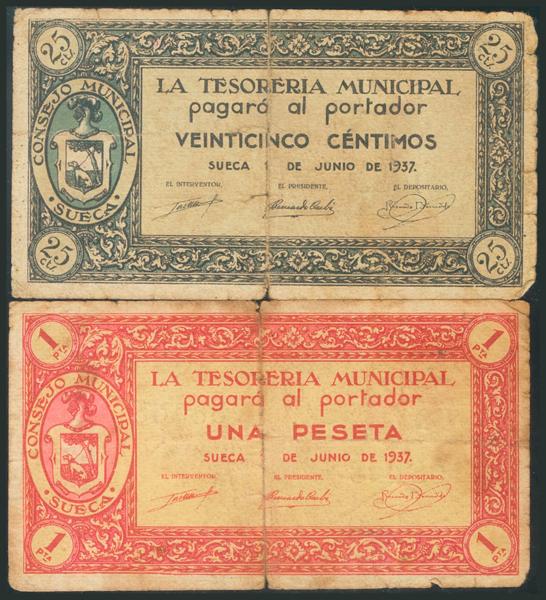 25 CTS.
25 CTS.
CONSEJO MUNICIPAL
· SUECA ·
LA TESORERIA MUNICIPAL
pagará al portador
VEINTICINCO CÉNTIMOS
SUECA 1 DE JUNIO DE 1937.
EL INTERVENTOR, EL PRESIDENTE, EL DEPOSITARIO,
25 CTS.
25 CTS.
1 PTA
1 PTA
CONSEJO MUNICIPAL
· SUECA ·
LA TESORERIA MUNICIPAL
pagará al portador
UNA PESETA
SUECA DE JUNIO DE 1937.
EL INTERVENTOR, EL PRESIDENTE, EL DEPOSITARIO,
1 PTA
1 PTA